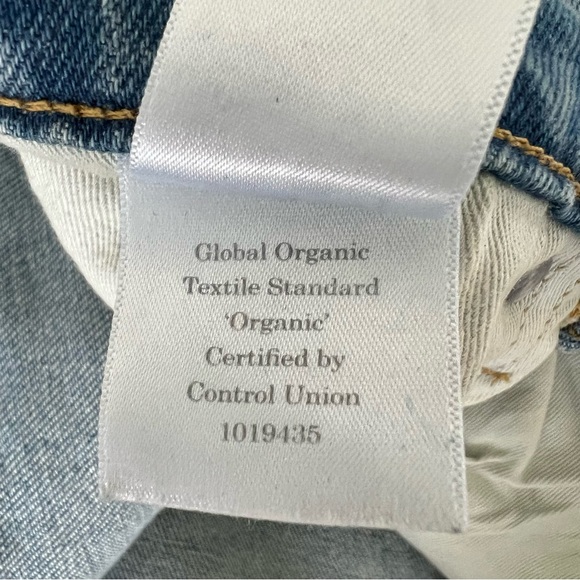 Global Organic
Textile Standard
‘Organic’
Certified by
Control Union
1019435